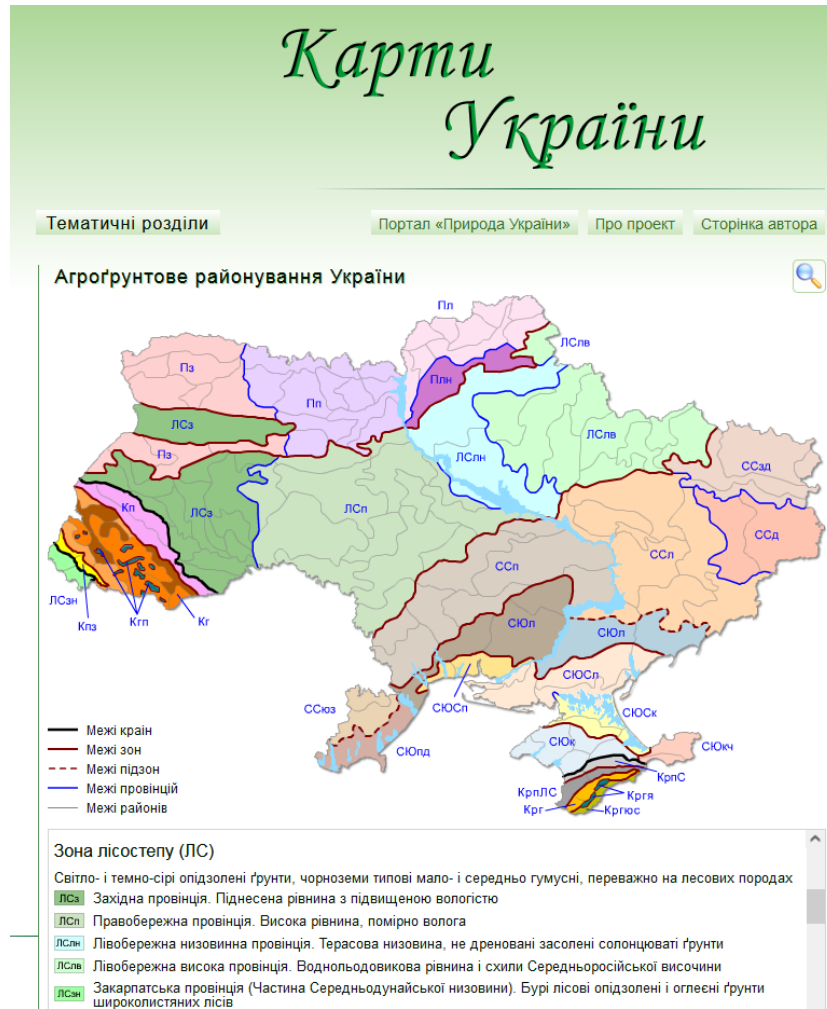 Карти
України
Тематичні розділи
Портал «Природа України»
Про проект
Сторінка автора
Агроґрунтове районування України
Пл
ЛСлв
Пз
Плн
Пп
ЛСз
ЛСлв
Пз
ЛСлн
ССзд
Кп
ЛСз
ЛСп
ССд
ССл
ССп
ЛСзн
Кпз
Кгп
Кг
СЮп
СЮл
СЮСл
ССюз
СЮСп
СЮСк
СЮпд
СЮк
СЮкч
КрпС
КрпЛС
Кргя
Крг
Кргюс
Межі країн
Межі зон
Межі підзон
Межі провінцій
Межі районів
Зона лісостепу (ЛС)
Світло- і темно-сірі опідзолені ґрунти, чорноземи типові мало- і середньо гумусні, переважно на лесових породах
ЛСз Західна провінція. Піднесена рівнина з підвищеною вологістю
ЛСп Правобережна провінція. Висока рівнина, помірно волога
ЛСлн Лівобережна низовинна провінція. Терасова низовина, не дреновані засолені солонцюваті ґрунти
ЛСлв Лівобережна висока провінція. Водно­льодовикова рівнина і схили Середньоросійської височини
ЛСзн Закарпатська провінція (Частина Середньодунайської низовини). Бурі лісові опідзолені і оглеєні ґрунти
широколистяних лісів